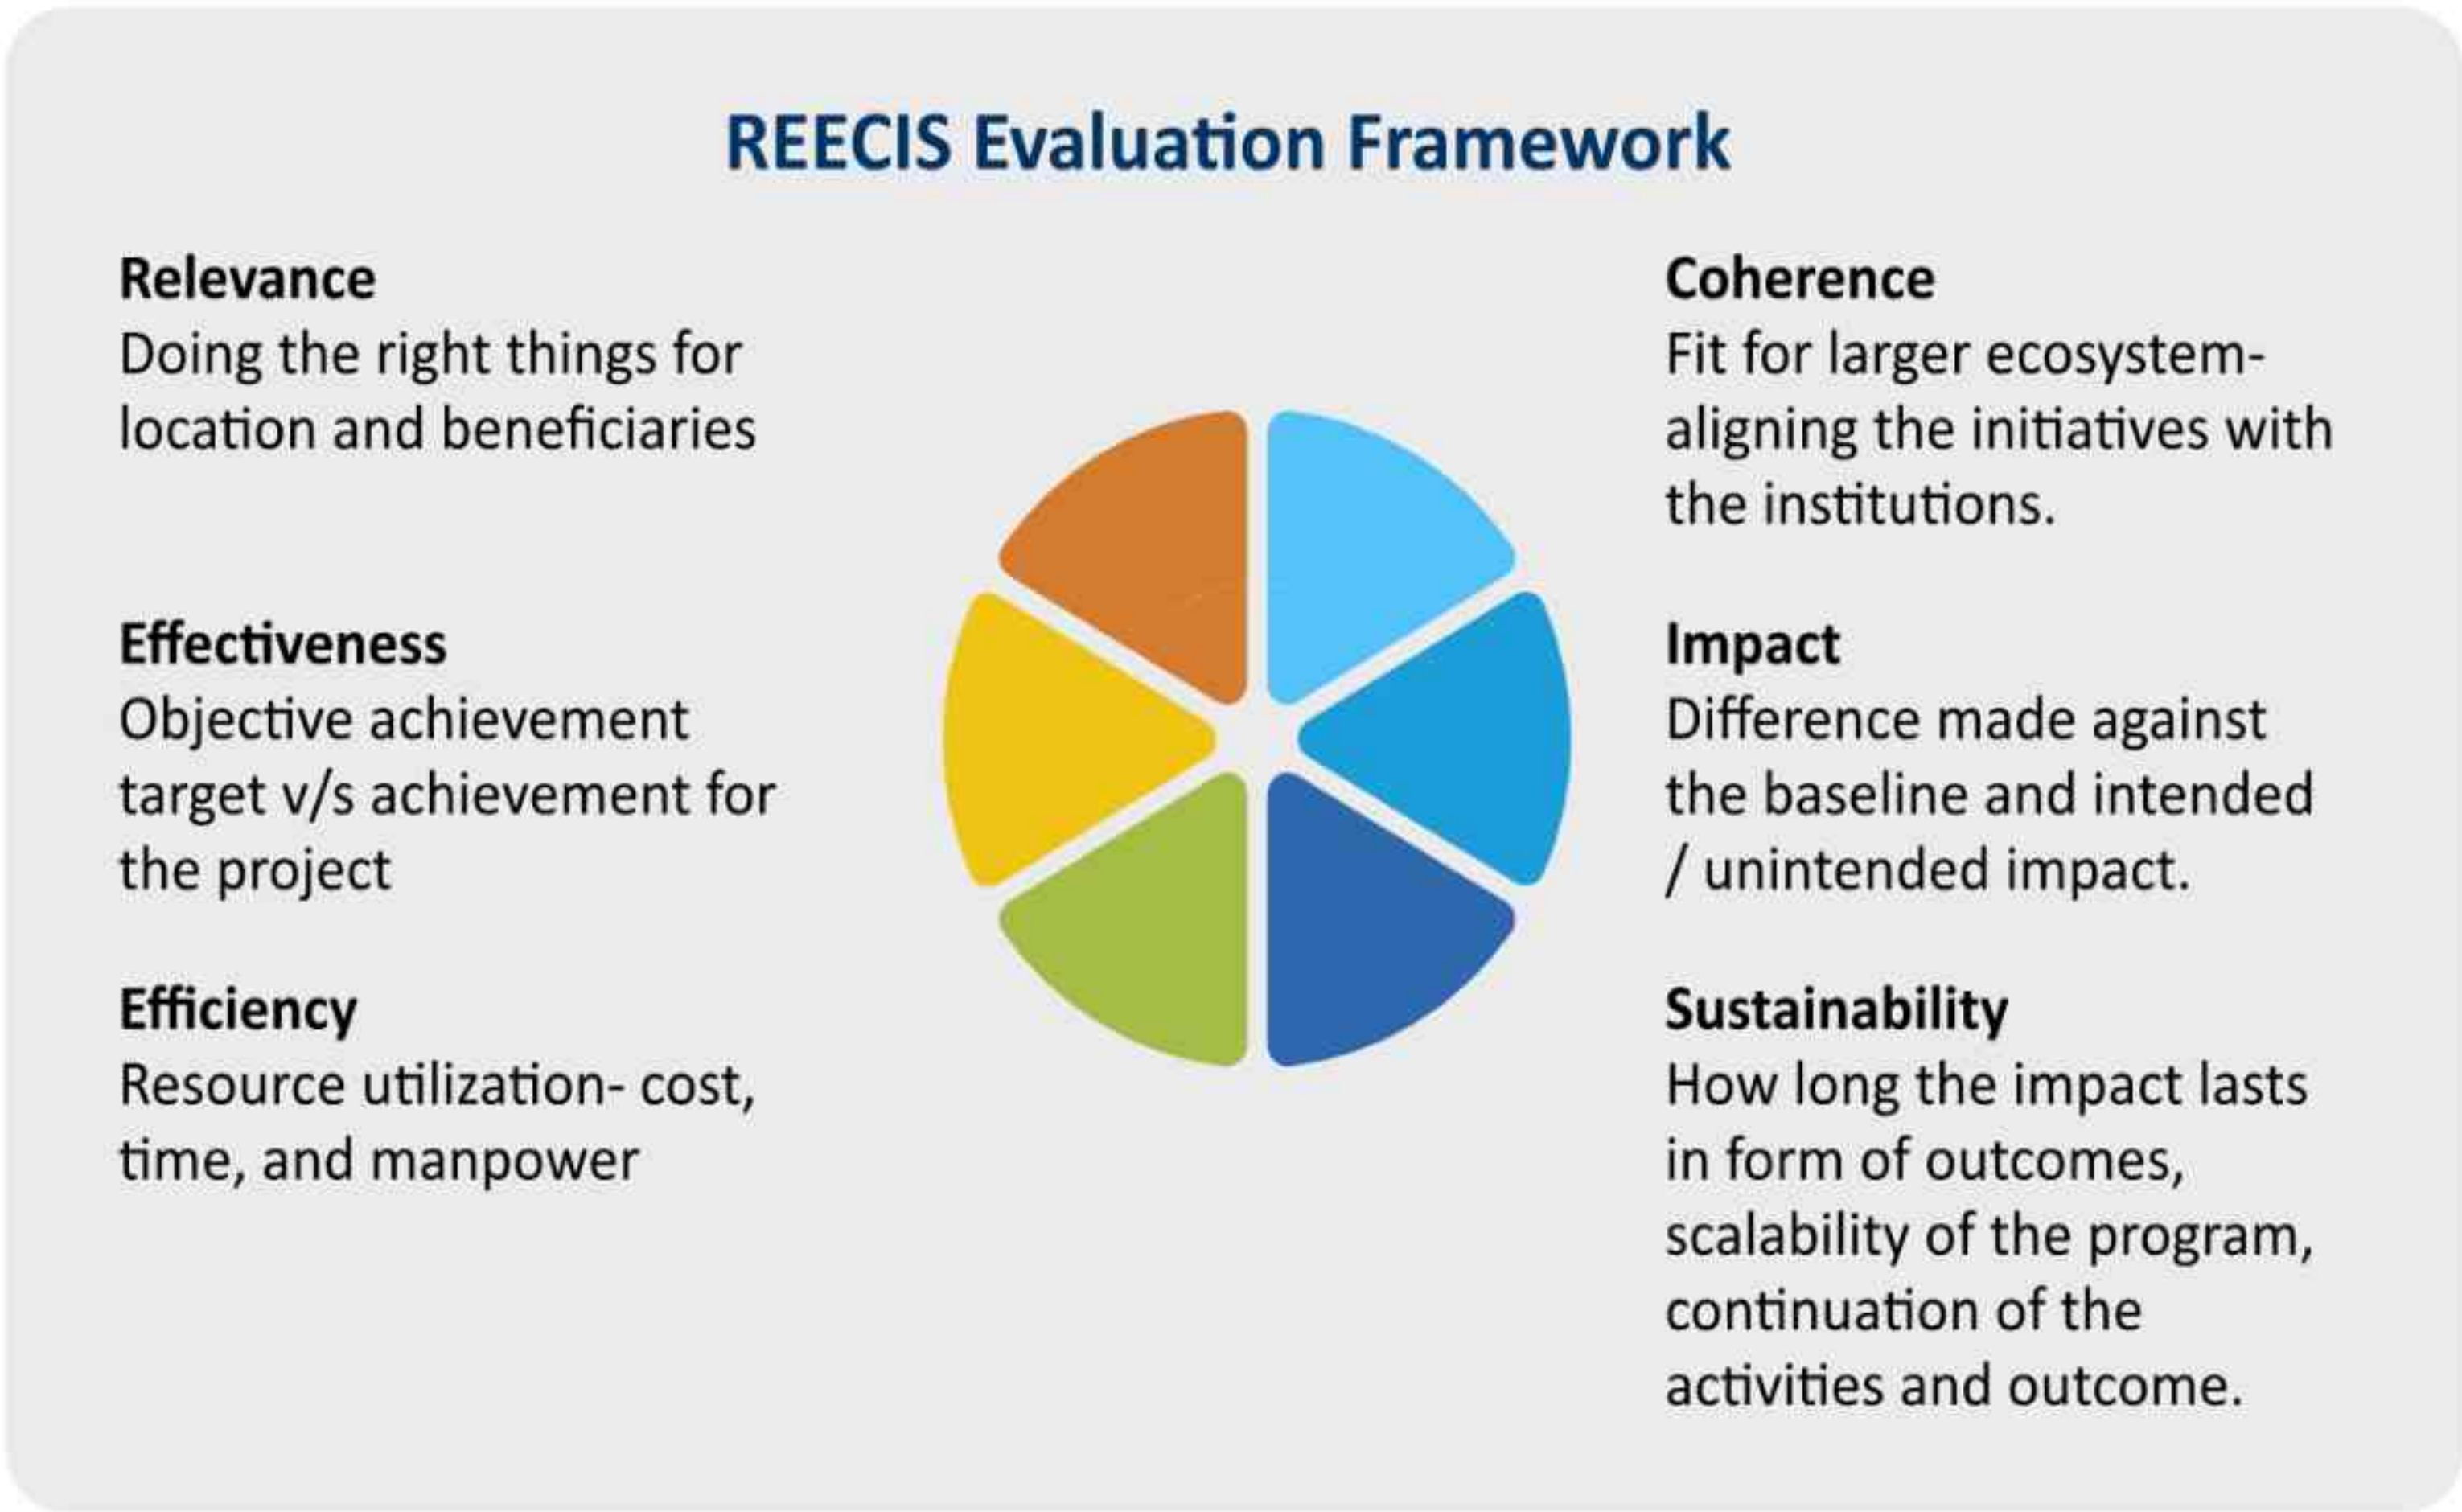 REECIS Evaluation Framework
Relevance
Doing the right things for
location and beneficiaries
Effectiveness
Objective achievement
target v/s achievement for
the project
Efficiency
Resource utilization- cost,
time, and manpower
Coherence
Fit for larger ecosystem-
aligning the initiatives with
the institutions.
Impact
Difference made against
the baseline and intended
/ unintended impact.
Sustainability
How long the impact lasts
in form of outcomes,
scalability of the program,
continuation of the
activities and outcome.